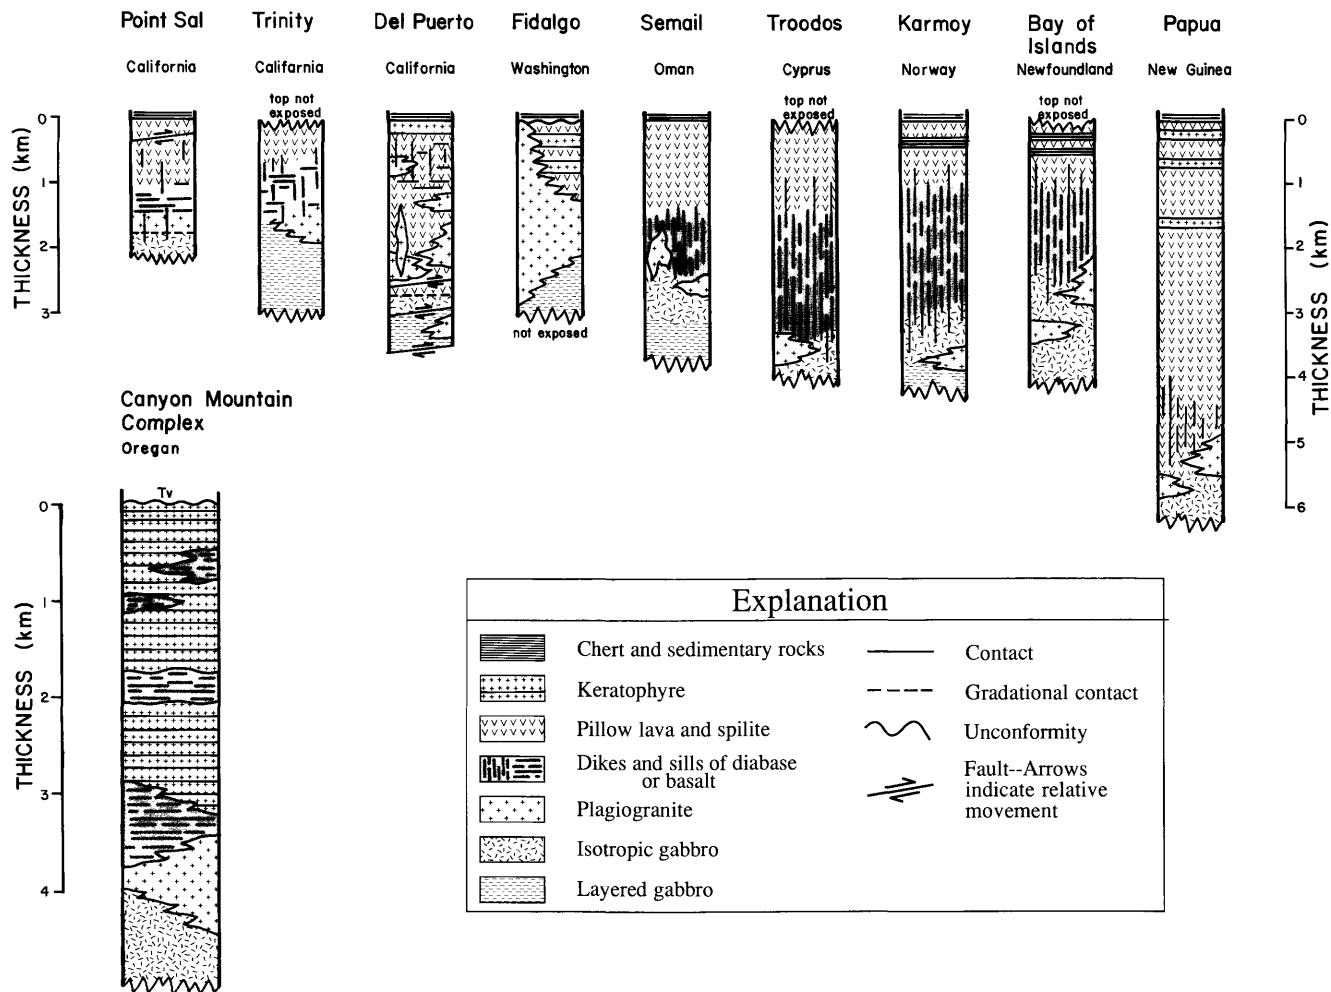 Point Sal
California
Trinity
Califarnia
top not
exposed
Del Puerto
California
Fidalgo
Washington
Semail
Oman
Troodos
Cyprus
top not
exposed
Karmoy
Norway
Bay of
Islands
Newfoundland
top not
exposed
Papua
New Guinea
THICKNESS (km)
0
1
2
3
not exposed
THICKNESS (km)
0
1
2
3
4
5
6
Canyon Mountain
Complex
Oregan
Tv
THICKNESS (km)
0
1
2
3
4
Explanation
Chert and sedimentary rocks
Keratophyre
Pillow lava and spilite
Dikes and sills of diabase
or basalt
Plagiogranite
Isotropic gabbro
Layered gabbro
Contact
Gradational contact
Unconformity
Fault--Arrows
indicate relative
movement